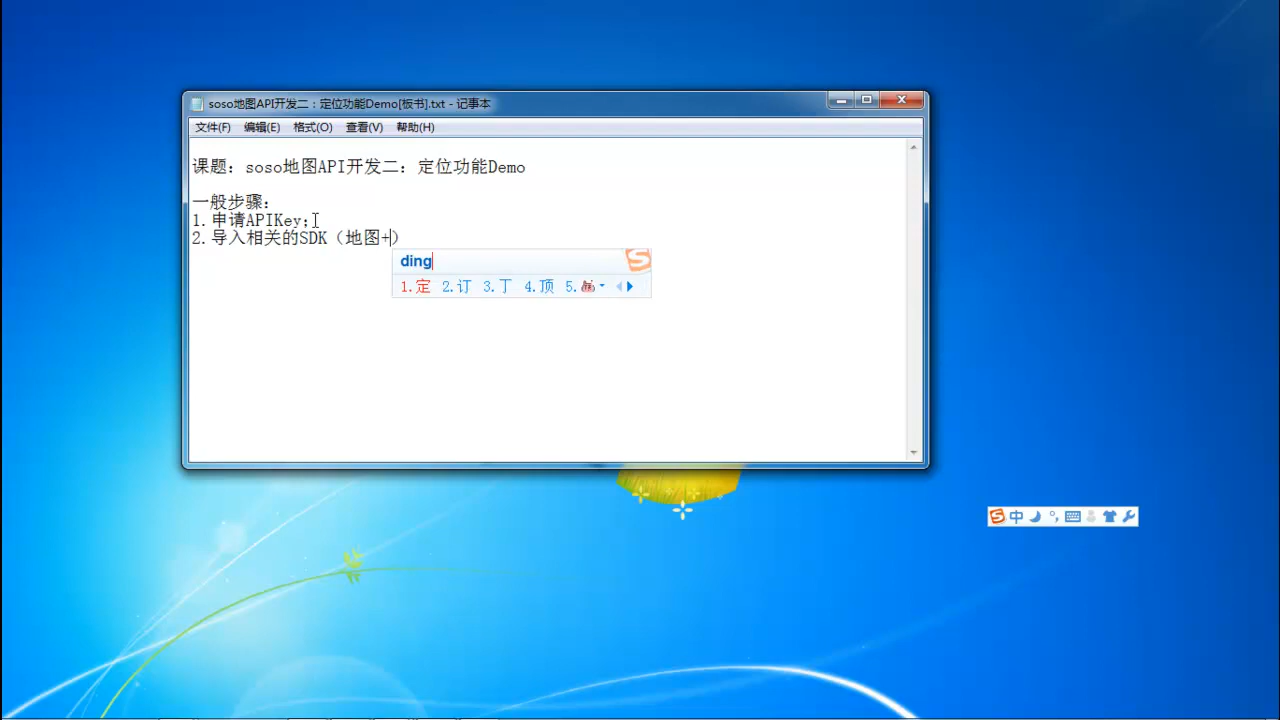 soso地图API开发二：定位功能Demo[板书].txt - 记事本
文件(F) 编辑(E) 格式(O) 查看(V) 帮助(H)
课题：soso地图API开发二：定位功能Demo
一般步骤：
1.申请APIKey;
2.导入相关的SDK（地图+）
ding
1.定 2.订 3.丁 4.顶 5.
中